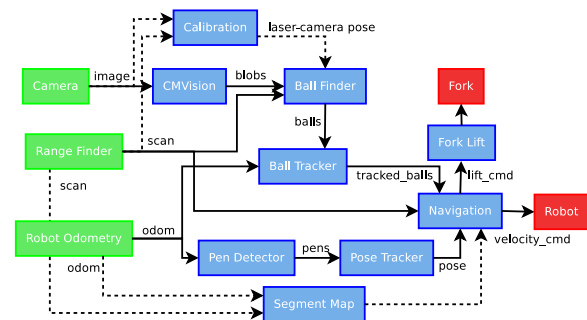 Calibration
laser-camera pose
image
Camera
CMVision
blobs
Ball Finder
Fork
balls
scan
Range Finder
Fork Lift
Ball Tracker
tracked_balls
lift_cmd
scan
Navigation
Robot
Robot Odometry
odom
velocity_cmd
Pen Detector
pens
Pose Tracker
pose
odom
Segment Map